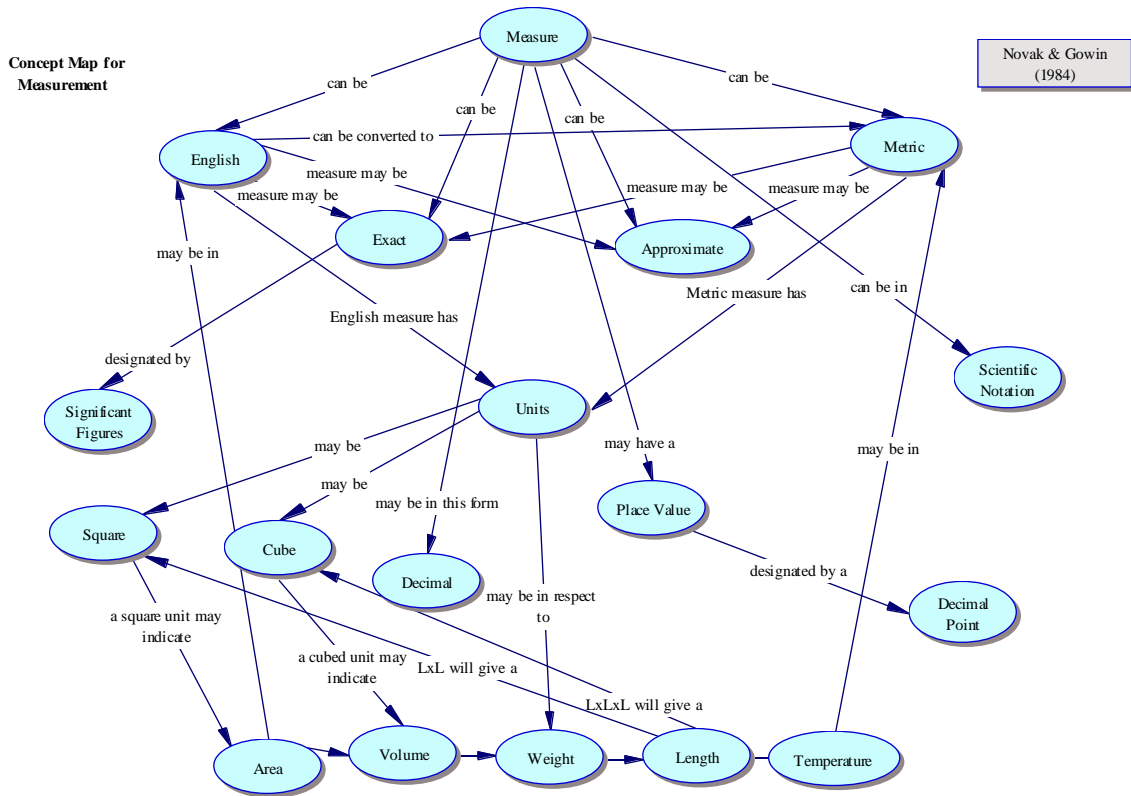 Measure
Concept Map for
Measurement
Novak & Gowin
(1984)
can be
can be
can be
can be
can be converted to
English
Metric
measure may be
measure may be
measure may be
measure may be
Exact
Approximate
may be in
Metric measure has
can be in
English measure has
designated by
Scientific
Notation
Significant
Figures
Units
may be
may have a
may be in
may be
may be in this form
Place Value
Square
Cube
Decimal
designated by a
may be in respect
to
Decimal
Point
a square unit may
indicate
a cubed unit may
indicate
LxL will give a
LxLxL will give a
Area
Volume
Weight
Length
Temperature